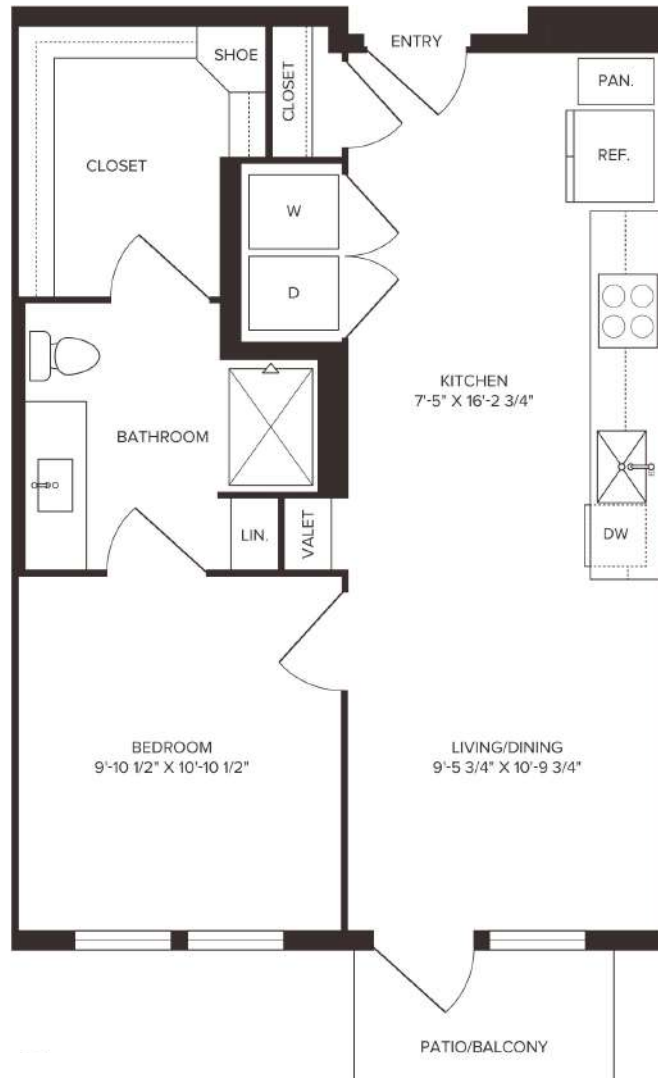 ENTRY
SHOE
CLOSET
PAN.
CLOSET
REF.
W
D
KITCHEN
7'-5" X 16'-2 3/4"
BATHROOM
LIN.
VALET
DW
BEDROOM
9'-10 1/2" X 10'-10 1/2"
LIVING/DINING
9'-5 3/4" X 10'-9 3/4"
PATIO/BALCONY